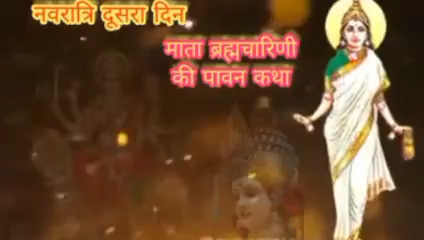 नवरात्रि दूसरा दिन
माता ब्रह्मचारिणी
की पावन कथा